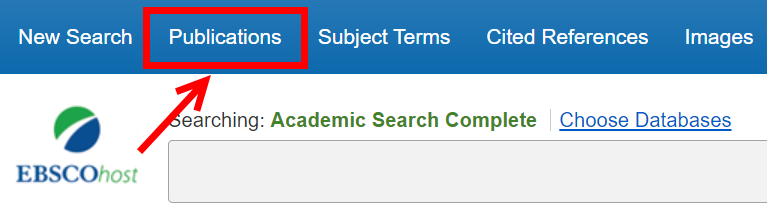 New Search Publications Subject Terms Cited References Images
Searching: Academic Search Complete Choose Databases
EBSCOhost